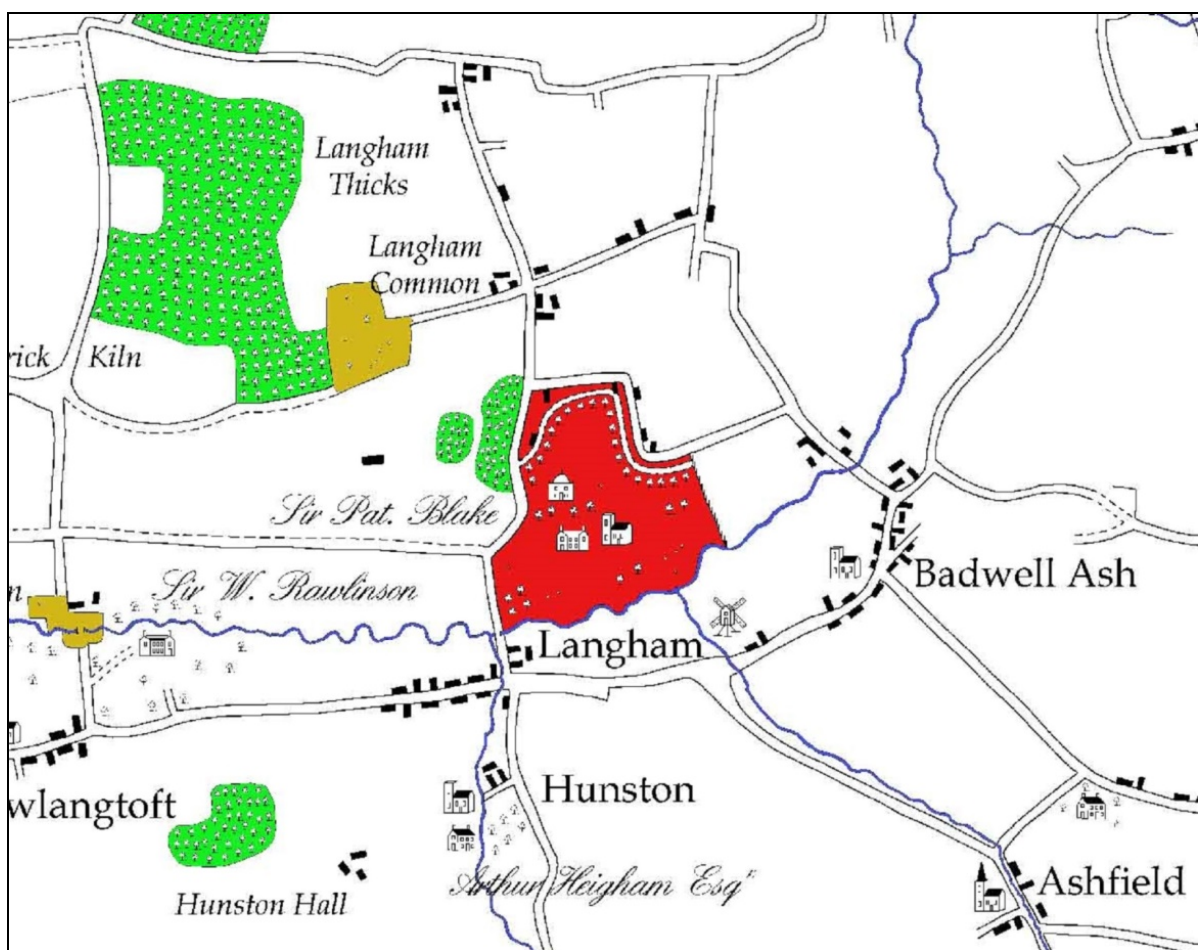 Langham
Thicks
Langham
Common
rick Kiln
Sir Pat. Blake
Sir W. Rawlinson
n
Badwell Ash
Langham
Hunston
wlangtoft
Arthur Heigham Esqr
Hunston Hall
Ashfield